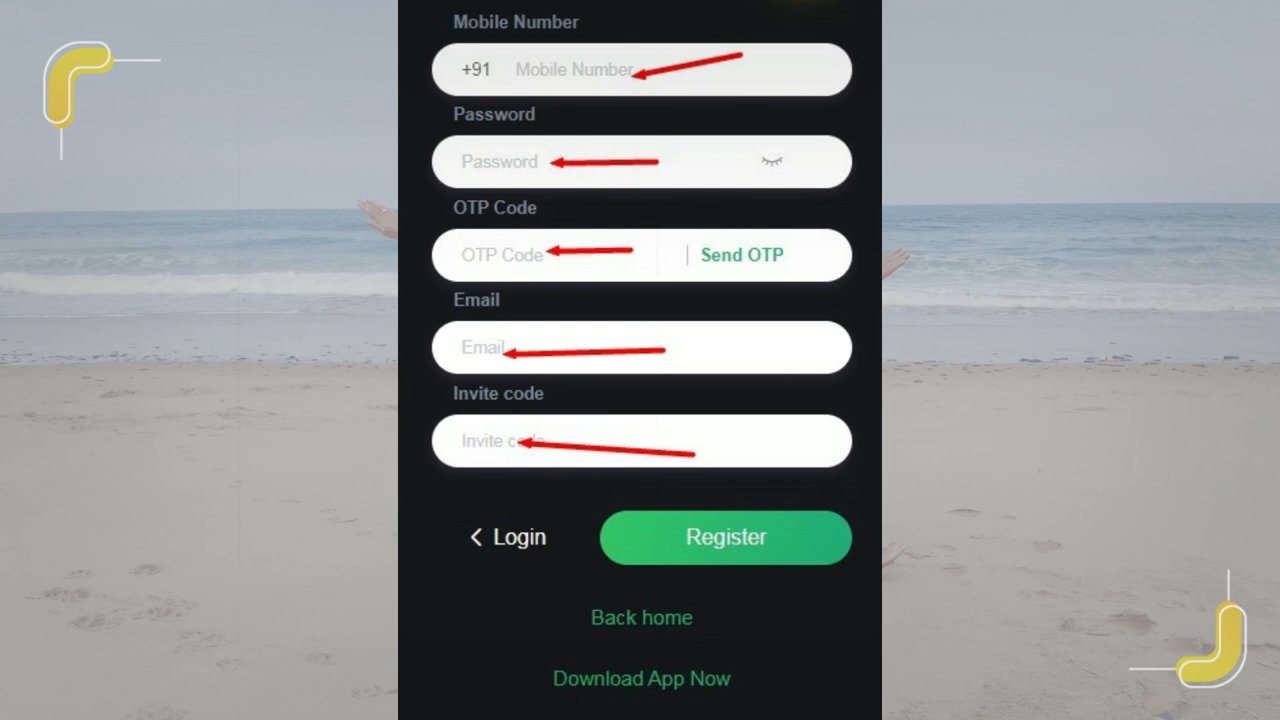 Mobile Number
+91 Mobile Number
Password
Password
OTP Code
OTP Code | Send OTP
Email
Email
Invite code
Invite code
< Login Register
Back home
Download App Now